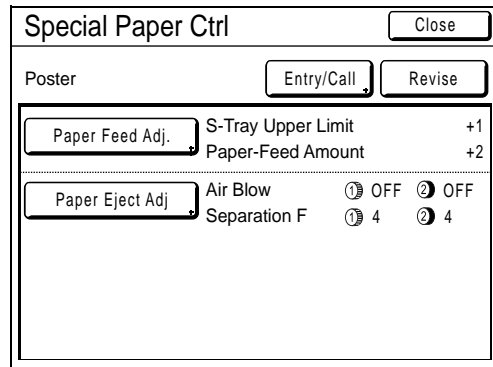 Special Paper Ctrl Close
Poster Entry/Call Revise
Paper Feed Adj. S-Tray Upper Limit +1
Paper-Feed Amount +2
Paper Eject Adj Air Blow ① OFF ② OFF
Separation F ① 4 ② 4